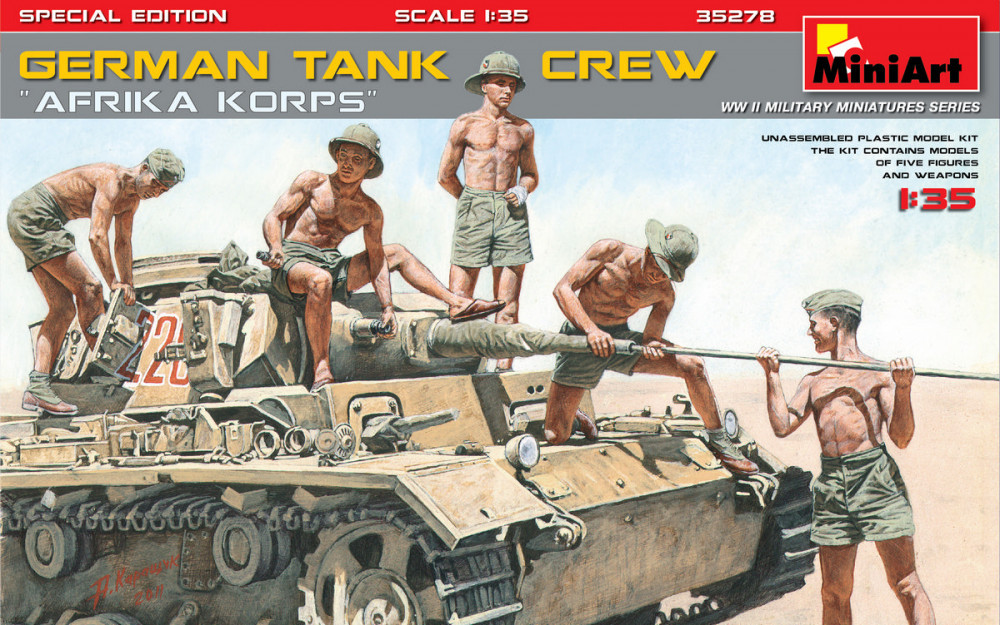 SPECIAL EDITION
SCALE 1:35
35278
GERMAN TANK CREW
"AFRIKA KORPS"
MiniArt
WW II MILITARY MINIATURES SERIES
UNASSEMBLED PLASTIC MODEL KIT
THE KIT CONTAINS MODELS
OF FIVE FIGURES
AND WEAPONS
1:35
220